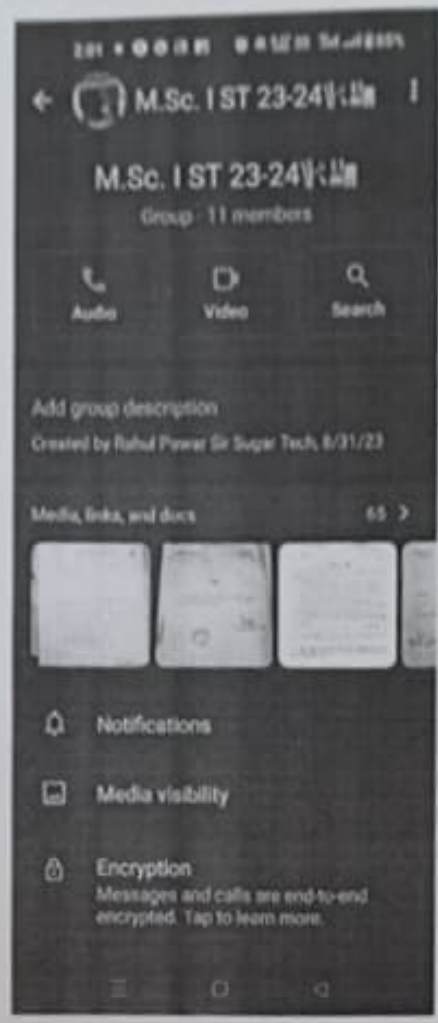 M.Sc. I ST 23-24
M.Sc. I ST 23-24
Group · 11 members
Audio Video Search
Add group description
Created by Rahul Pawar Sir Sugar Tech, 8/31/23
Media, links, and docs 65 >
Notifications
Media visibility
Encryption
Messages and calls are end-to-end
encrypted. Tap to learn more.